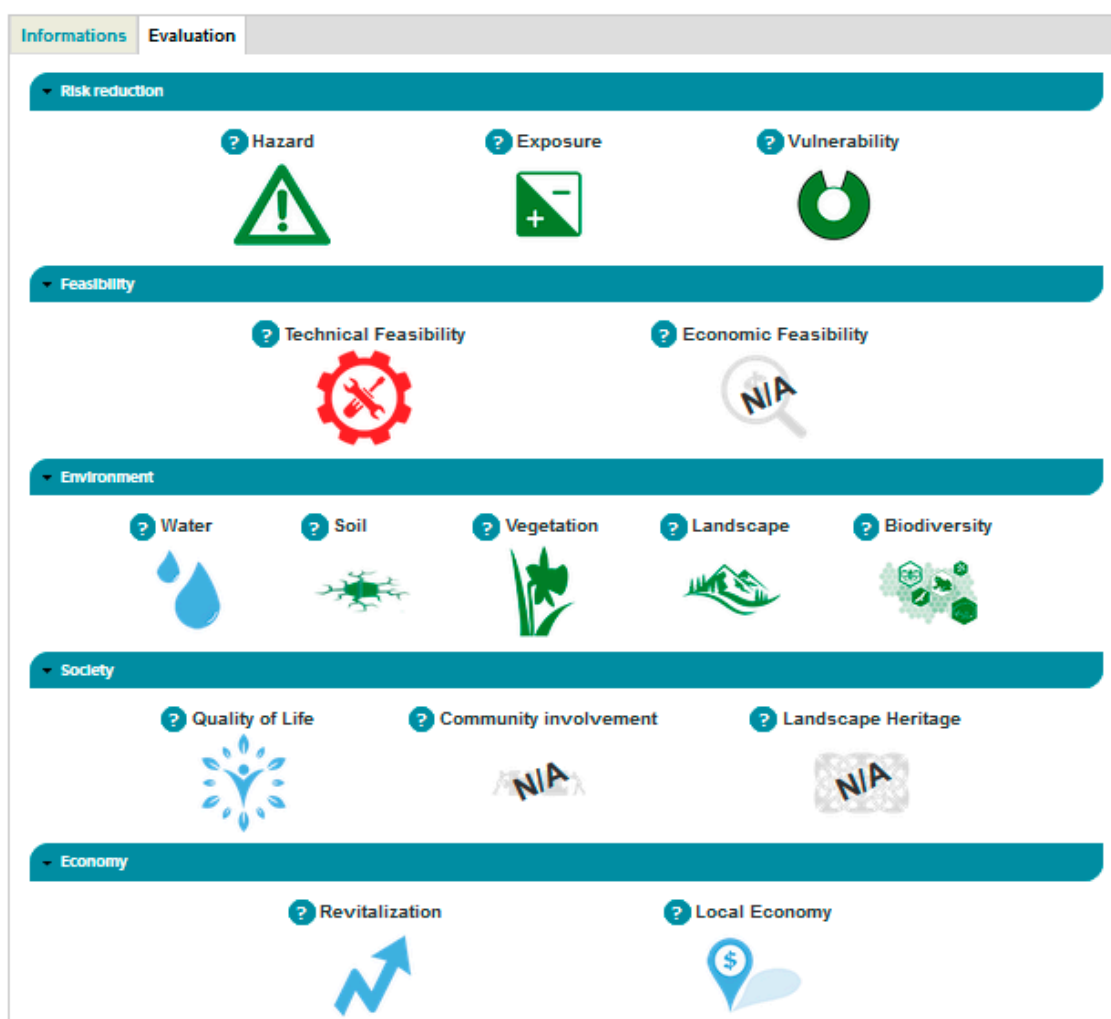 Informations Evaluation
Risk reduction
? Hazard ? Exposure ? Vulnerability
! + -
Feasibility
? Technical Feasibility ? Economic Feasibility
N/A
Environment
? Water ? Soil ? Vegetation ? Landscape ? Biodiversity
Society
? Quality of Life ? Community involvement ? Landscape Heritage
N/A N/A
Economy
? Revitalization ? Local Economy
$